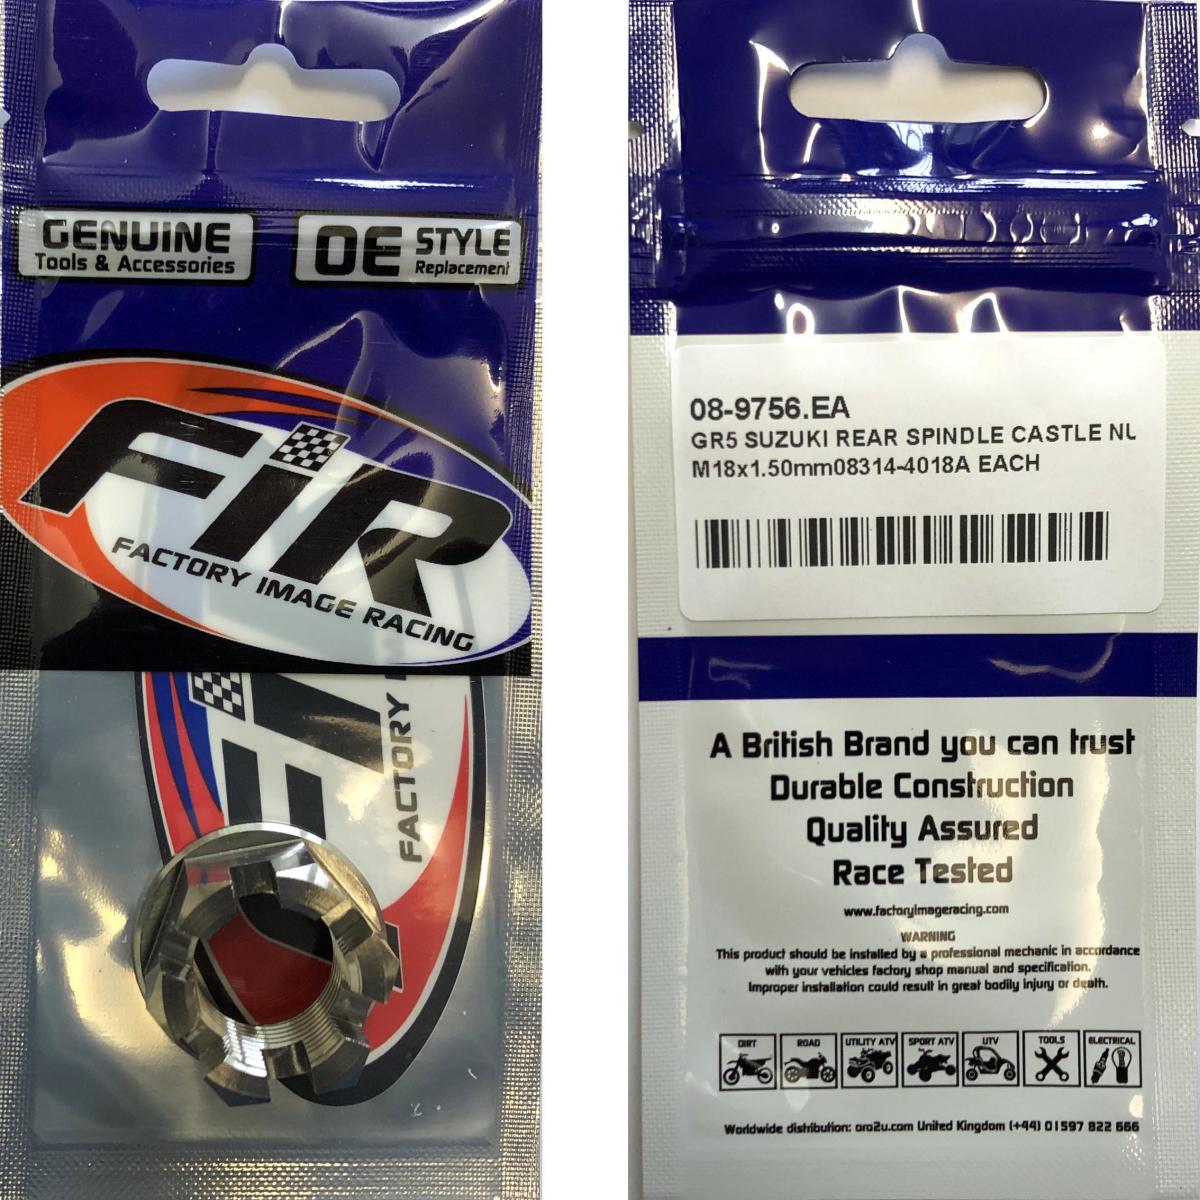 GENUINE
Tools & Accessories
OE STYLE
Replacement
FiR
FACTORY IMAGE RACING
FACTORY
08-9756.EA
GR5 SUZUKI REAR SPINDLE CASTLE NU
M18x1.50mm08314-4018A EACH
A British Brand you can trust
Durable Construction
Quality Assured
Race Tested
www.factoryimageracing.com
WARNING
This product should be installed by a professional mechanic in accordance
with your vehicles factory shop manual and specification.
Improper installation could result in great bodily injury or death.
DIRT
ROAD
UTILITY ATV
SPORT ATV
UTV
TOOLS
ELECTRICAL
Worldwide distribution: oro2u.com United Kingdom (+44) 01597 822 666